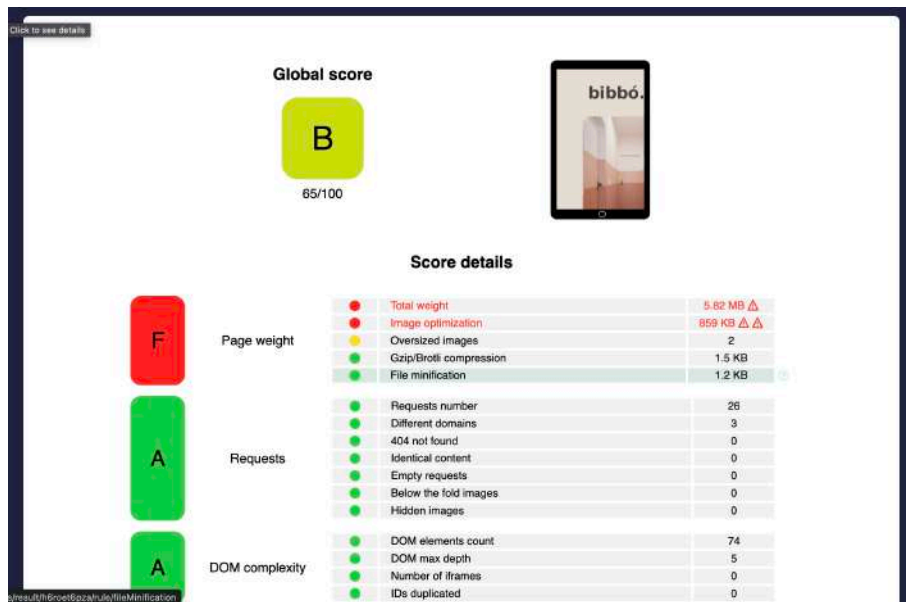 Click to see details
Global score
B
65/100
bibbó.
Score details
F
Page weight
Total weight 5.82 MB
Image optimization 859 KB
Oversized images 2
Gzip/Brotli compression 1.5 KB
File minification 1.2 KB
A
Requests
Requests number 26
Different domains 3
404 not found 0
Identical content 0
Empty requests 0
Below the fold images 0
Hidden images 0
A
DOM complexity
DOM elements count 74
DOM max depth 5
Number of iframes 0
IDs duplicated 0
s/result/h6roet6pza/rule/fileMinification